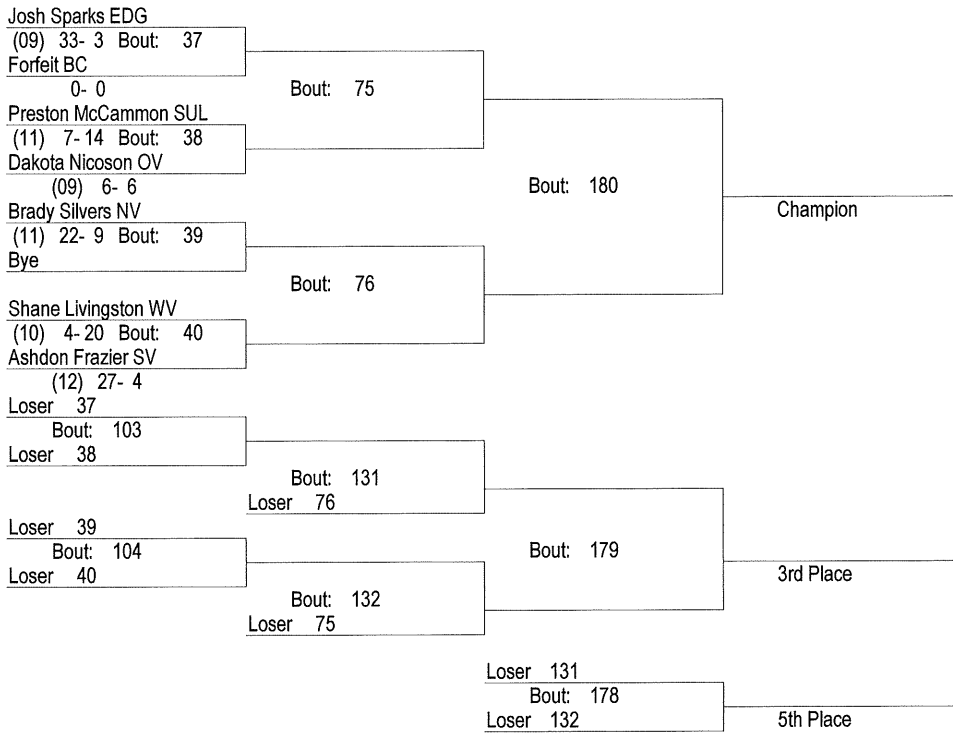 Josh Sparks EDG
(09) 33- 3 Bout: 37
Forfeit BC
0- 0
Bout: 75
Preston McCammon SUL
(11) 7- 14 Bout: 38
Dakota Nicoson OV
(09) 6- 6
Bout: 180
Champion
Brady Silvers NV
(11) 22- 9 Bout: 39
Bye
Bout: 76
Shane Livingston WV
(10) 4- 20 Bout: 40
Ashdon Frazier SV
(12) 27- 4
Loser 37
Bout: 103
Loser 38
Bout: 131
Loser 76
Loser 39
Bout: 104
Loser 40
Bout: 179
3rd Place
Bout: 132
Loser 75
Loser 131
Bout: 178
Loser 132
5th Place